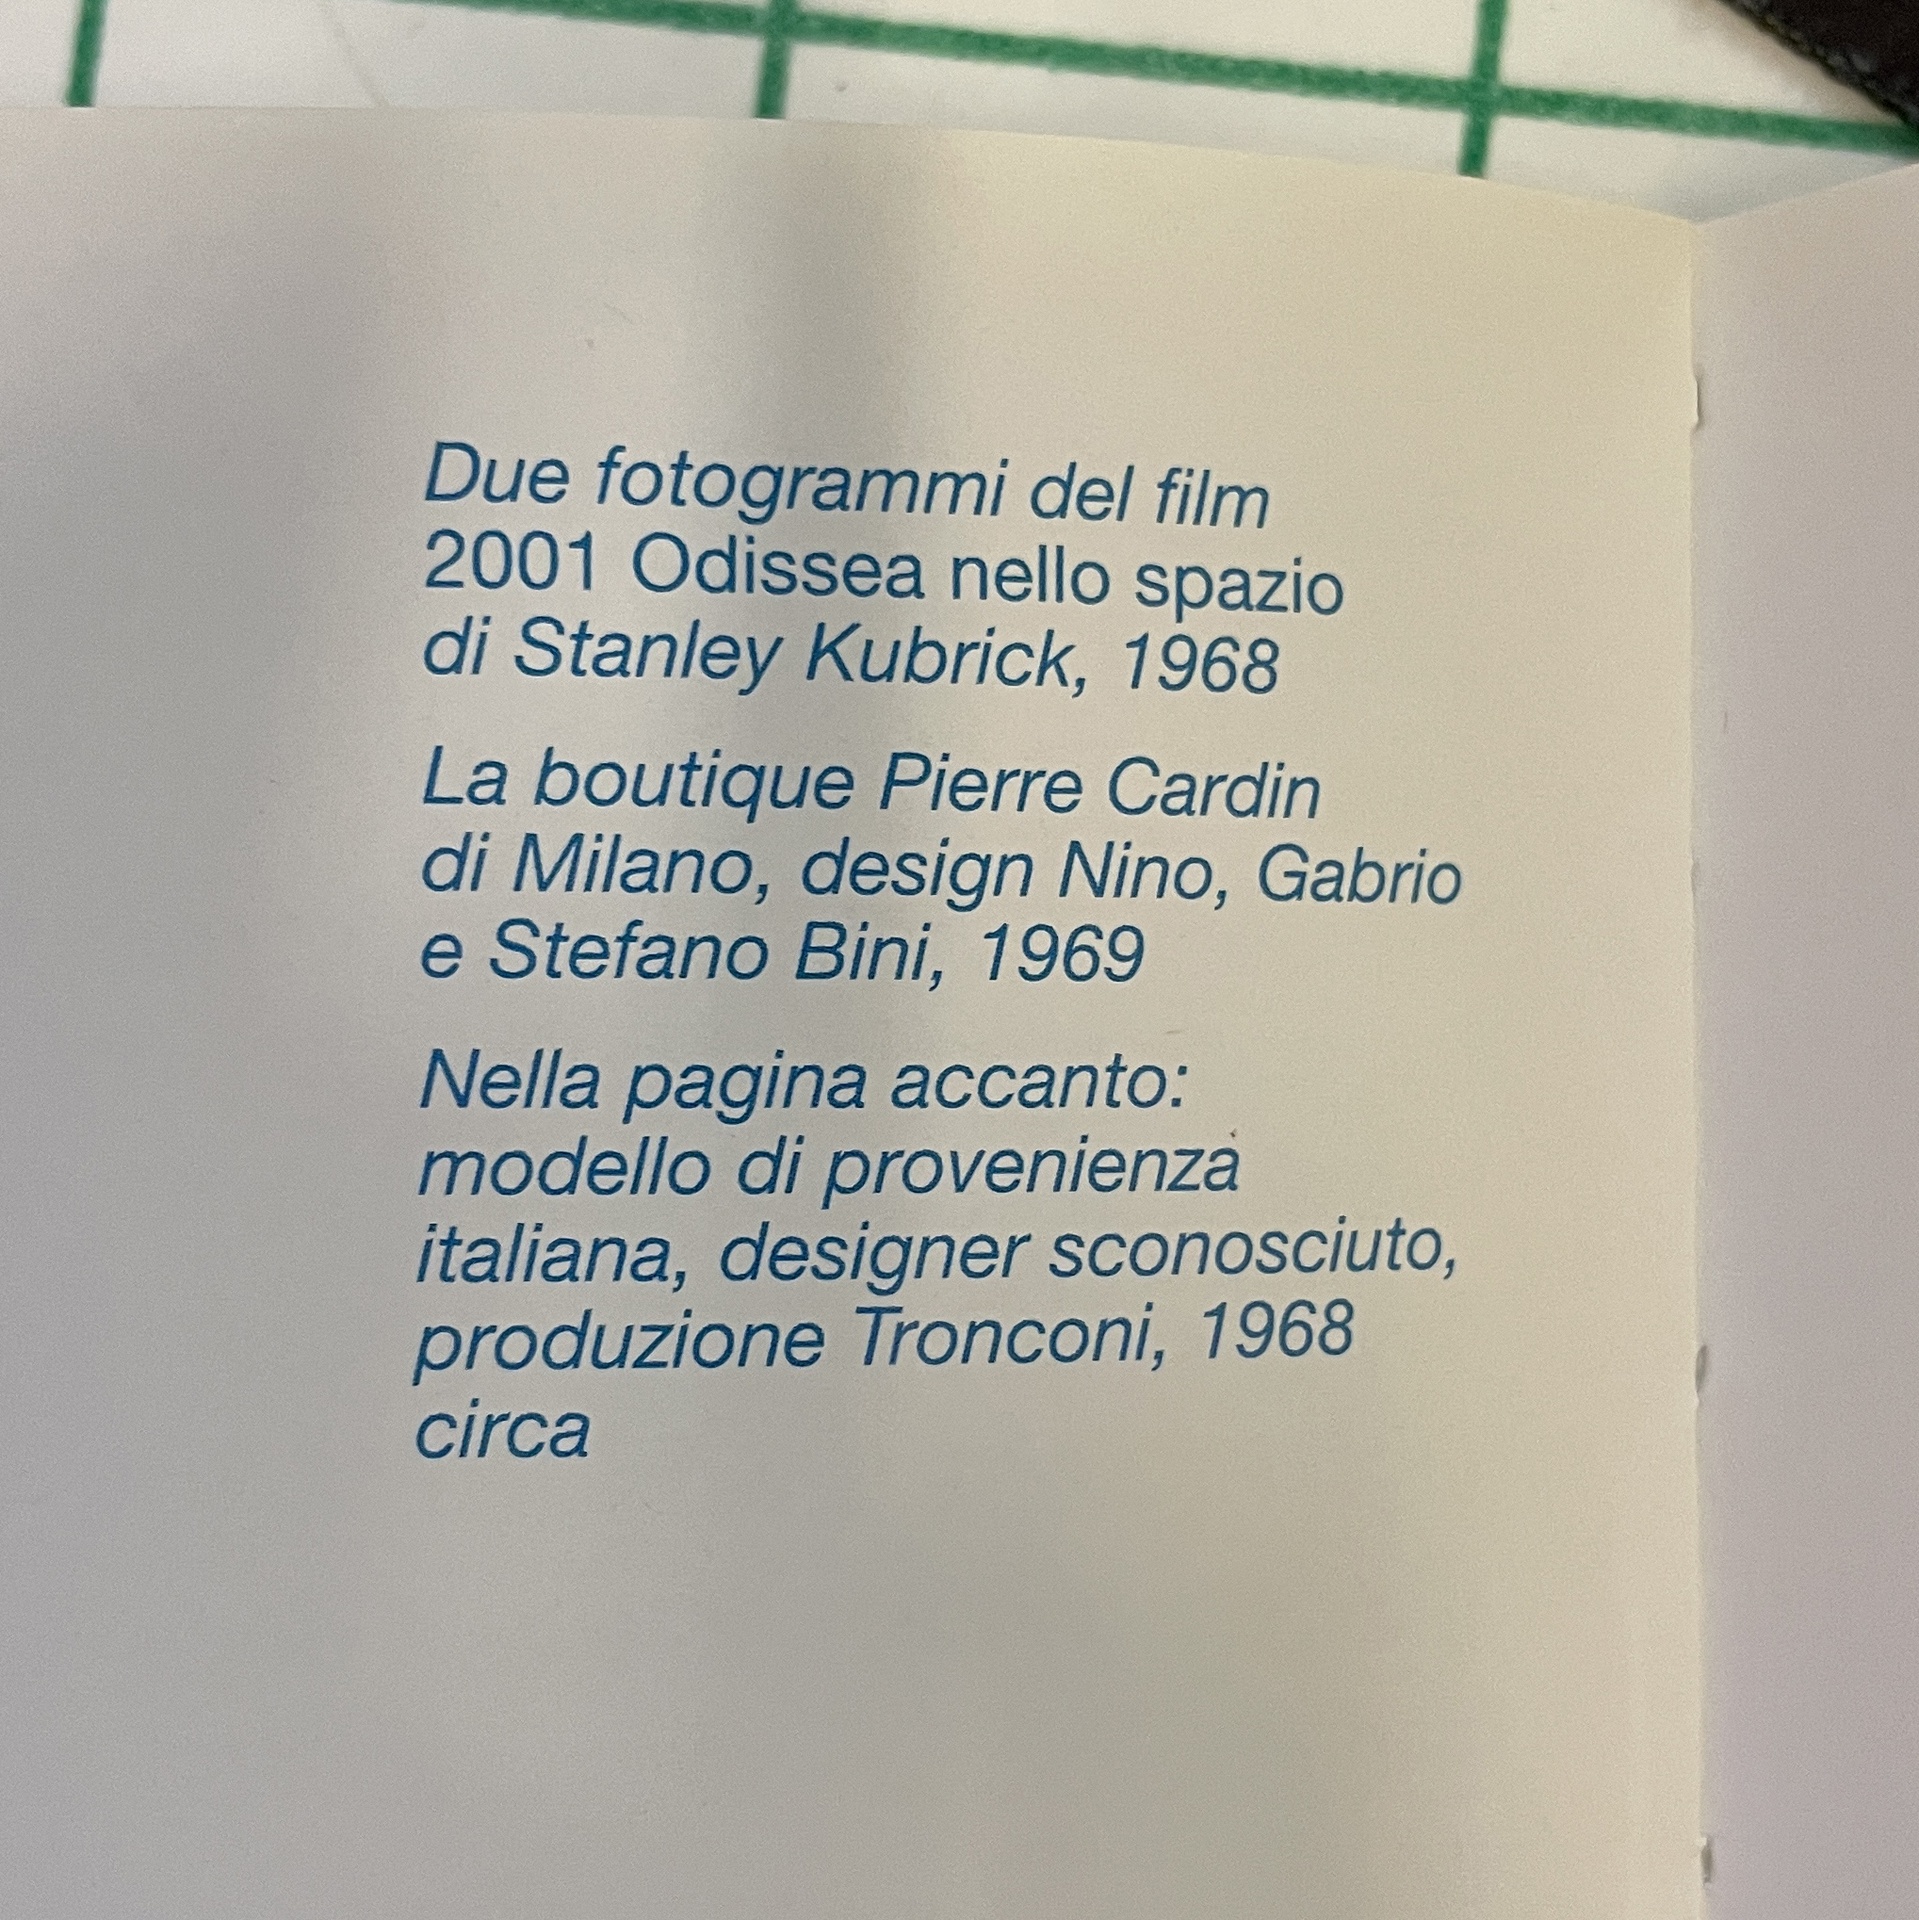 Due fotogrammi del film
2001 Odissea nello spazio
di Stanley Kubrick, 1968
La boutique Pierre Cardin
di Milano, design Nino, Gabrio
e Stefano Bini, 1969
Nella pagina accanto:
modello di provenienza
italiana, designer sconosciuto,
produzione Tronconi, 1968
circa